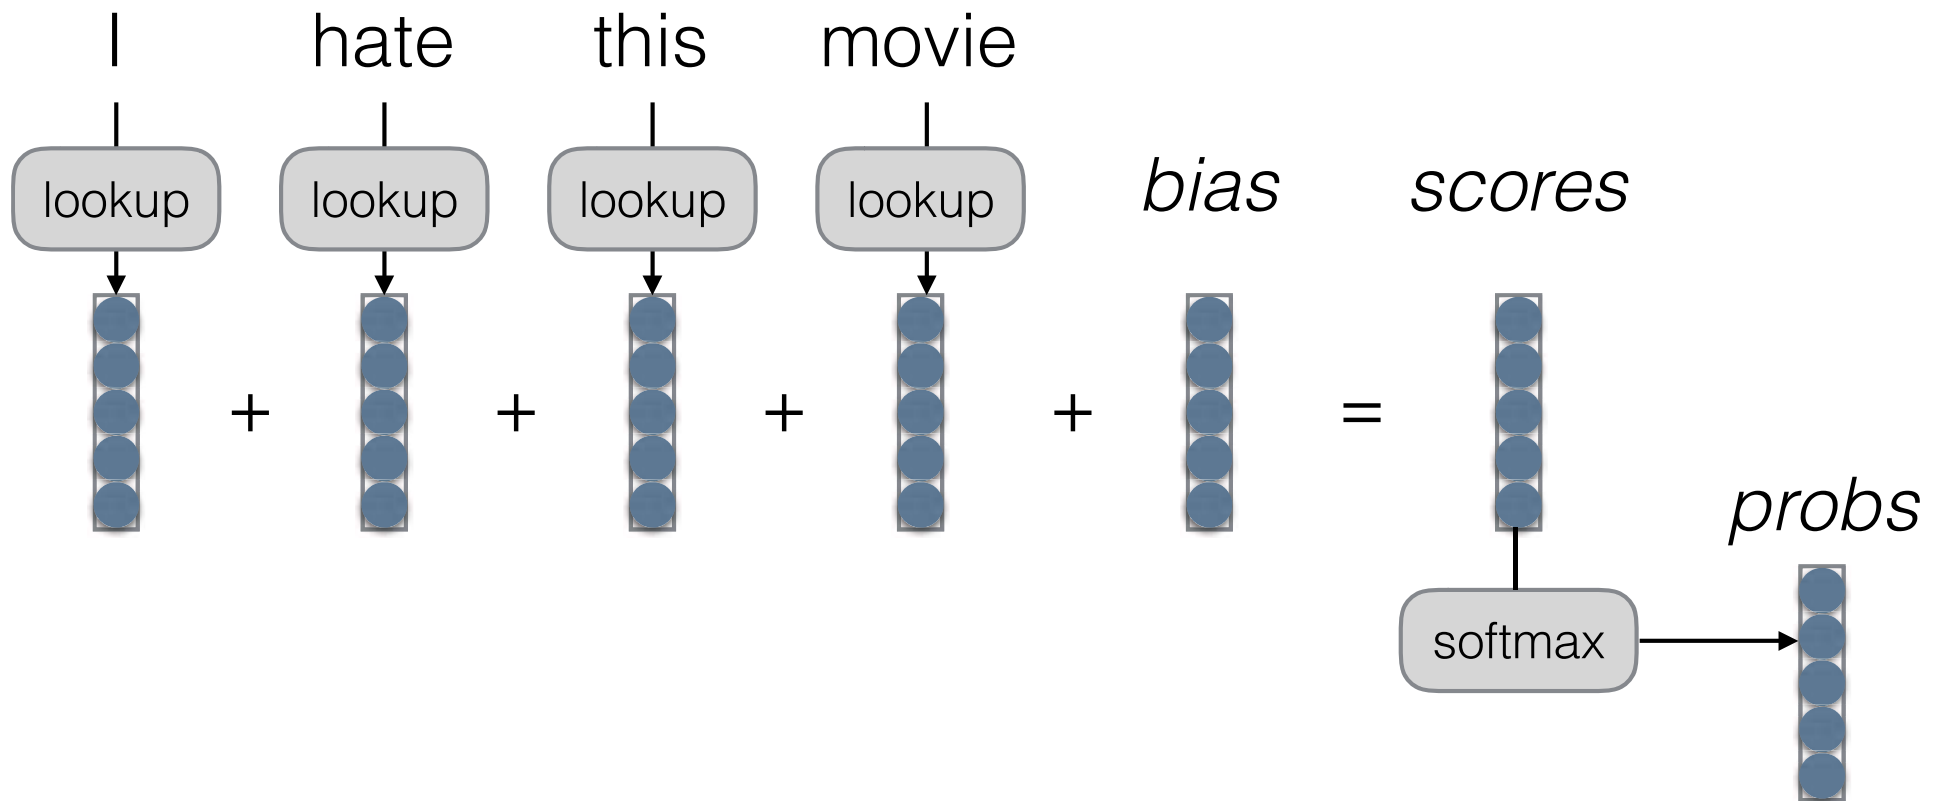 I hate this movie
lookup lookup lookup lookup bias scores
+ + + + =
probs
softmax